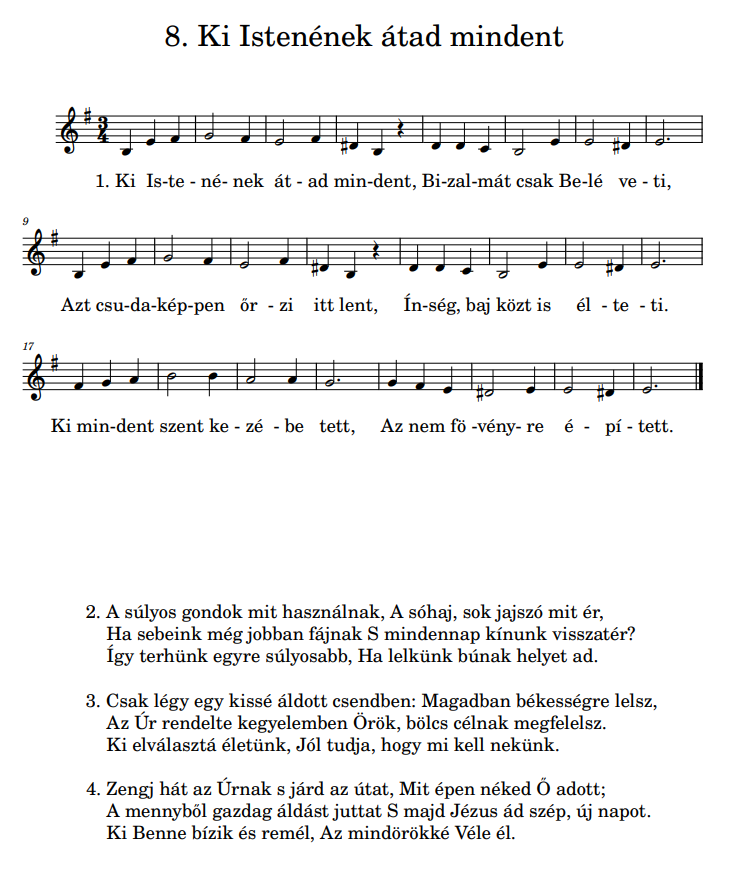 8. Ki Istenének átad mindent
1. Ki Is-te - né- nek át - ad min-dent, Bi-zal-mát csak Be-lé ve - ti,
9
Azt csu-da-kép-pen őr - zi itt lent, Ín-ség, baj közt is él - te - ti.
17
Ki min-dent szent ke - zé - be tett, Az nem fö -vény- re é - pí - tett.
2. A súlyos gondok mit használnak, A sóhaj, sok jajszó mit ér,
Ha sebeink még jobban fájnak S mindennap kínunk visszatér?
Így terhünk egyre súlyosabb, Ha lelkünk búnak helyet ad.
3. Csak légy egy kissé áldott csendben: Magadban békességre lelsz,
Az Úr rendelte kegyelemben Örök, bölcs célnak megfelelsz.
Ki elválasztá életünk, Jól tudja, hogy mi kell nekünk.
4. Zengj hát az Úrnak s járd az útat, Mit épen néked Ő adott;
A mennyből gazdag áldást juttat S majd Jézus ád szép, új napot.
Ki Benne bízik és remél, Az mindörökké Véle él.